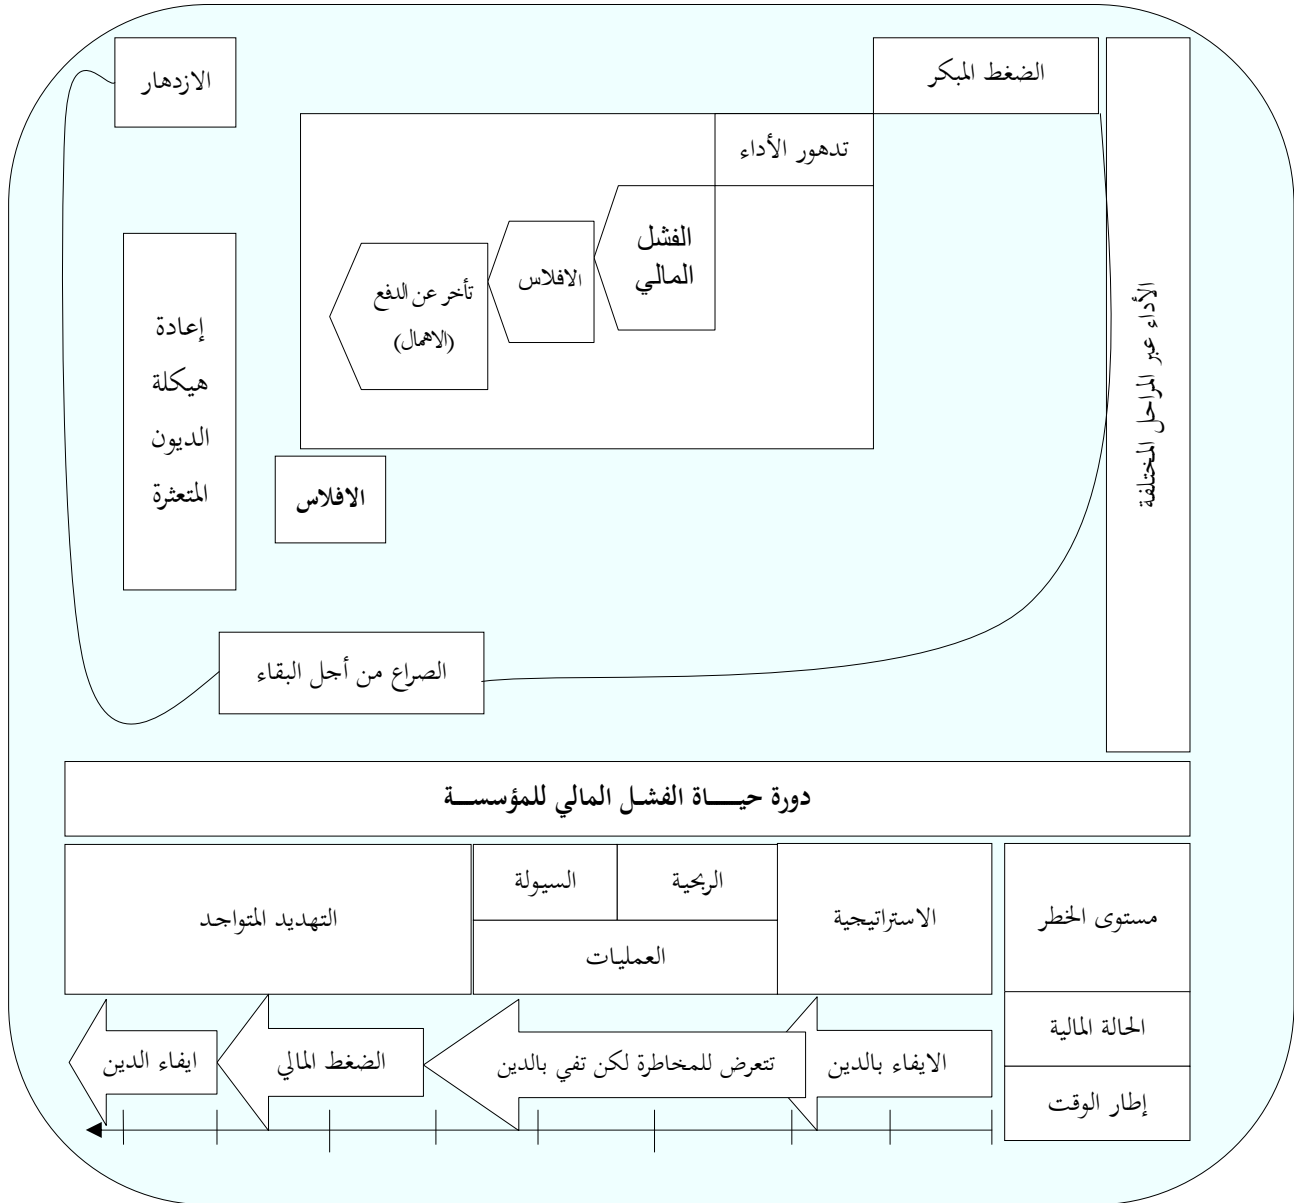 الضغط المبكر
الازدهار
تدهور الأداء
الفشل
المالي
الافلاس
تأخر عن الدفع
(الاهمال)
الأداء عبر المراحل المختلفة
إعادة
هيكلة
الديون
المتعثرة
الافلاس
الصراع من أجل البقاء
دورة حيـــــاة الفشـل المالي للمؤسســـة
مستوى الخطر
الاستراتيجية
الربحية
السيولة
العمليات
التهديد المتواجد
الحالة المالية
الايفاء بالدين
تتعرض للمخاطرة لكن تفي بالدين
الضغط المالي
ايفاء الدين
إطار الوقت